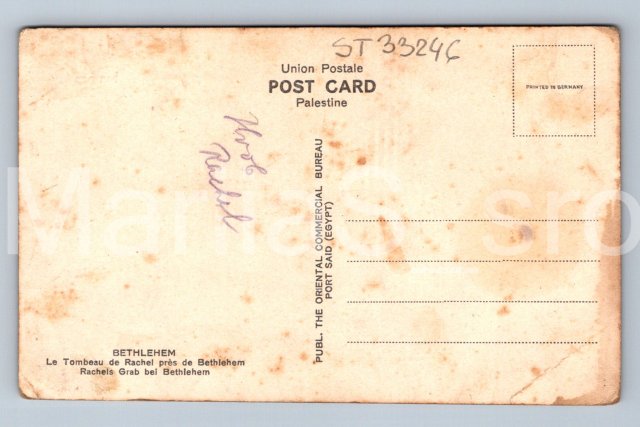 ST 33246
Union Postale
POST CARD
Palestine
PRINTED IN GERMANY
Rachel
PUBL. THE ORIENTAL COMMERCIAL BUREAU
PORT SAID (EGYPT)
BETHLEHEM
Le Tombeau de Rachel près de Bethlehem
Rachels Grab bei Bethlehem